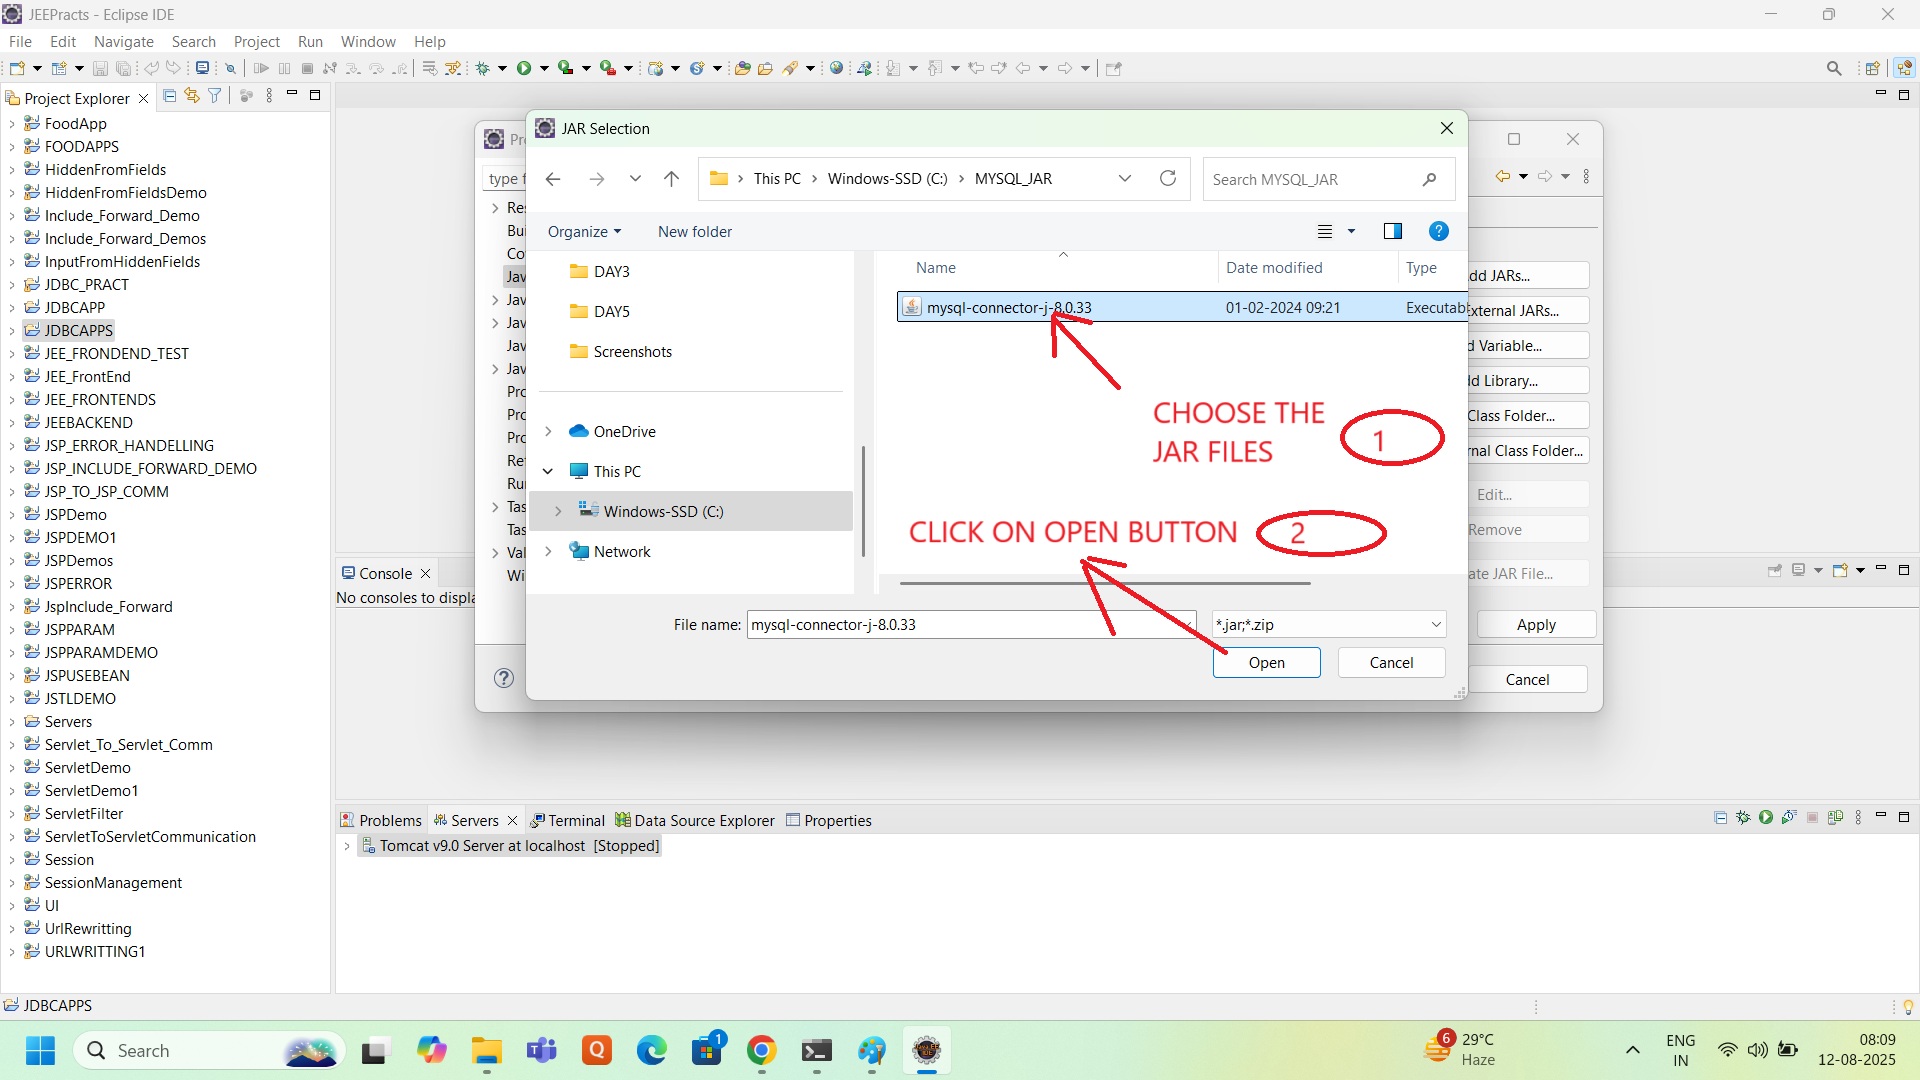 JEEPracts - Eclipse IDE
File Edit Navigate Search Project Run Window Help
Project Explorer
FoodApp
FOODAPPS
HiddenFromFields
HiddenFromFieldsDemo
Include_Forward_Demo
Include_Forward_Demos
InputFromHiddenFields
JDBC_PRACT
JDBCAPP
JDBCAPPS
JEE_FRONDEND_TEST
JEE_FrontEnd
JEE_FRONTENDS
JEEBACKEND
JSP_ERROR_HANDELLING
JSP_INCLUDE_FORWARD_DEMO
JSP_TO_JSP_COMM
JSPDemo
JSPDEMO1
JSPDemos
JSPERROR
JspInclude_Forward
JSPPARAM
JSPPARAMDEMO
JSPUSEBEAN
JSTLDEMO
Servers
Servlet_To_Servlet_Comm
ServletDemo
ServletDemo1
ServletFilter
ServletToServletCommunication
Session
SessionManagement
UI
UrlRewritting
URLWRITTING1
Pr
type f
Res
Bui
Co
Jav
Jav
Jav
Jav
Jav
Pro
Pro
Pro
Ref
Run
Tas
Tas
Val
Wi
JAR Selection
This PC > Windows-SSD (C:) > MYSQL_JAR
Search MYSQL_JAR
Organize New folder
DAY3
DAY5
Screenshots
OneDrive
This PC
Windows-SSD (C:)
Network
Name Date modified Type
mysql-connector-j-8.0.33 01-02-2024 09:21 Executab
CHOOSE THE
JAR FILES 1
CLICK ON OPEN BUTTON 2
File name: mysql-connector-j-8.0.33 *.jar;*.zip
Open Cancel
dd JARs...
xternal JARs...
d Variable...
dd Library...
Class Folder...
rnal Class Folder...
Edit...
Remove
ate JAR File...
Apply
Cancel
Console
No consoles to displa
Problems Servers Terminal Data Source Explorer Properties
Tomcat v9.0 Server at localhost [Stopped]
JDBCAPPS
Search
1
6
29°C
Haze
ENG
IN
08:09
12-08-2025